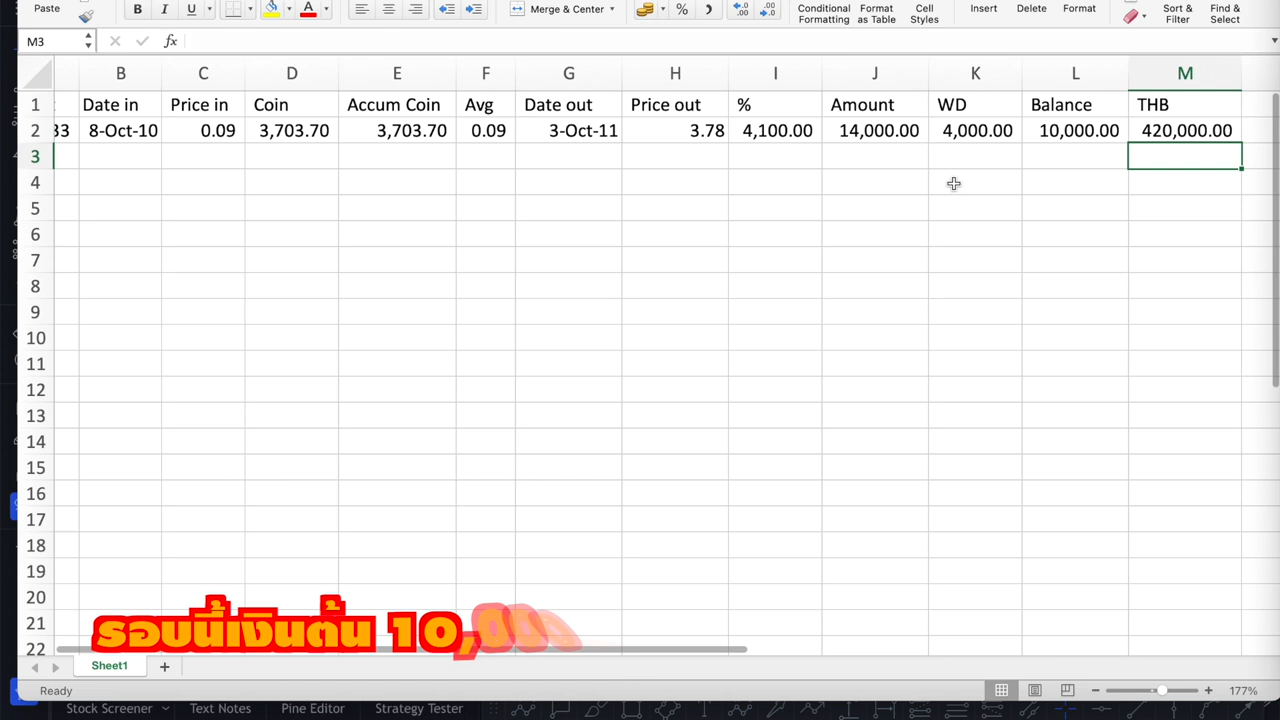 Paste
B I U
A
Merge & Center
%
Conditional Formatting
Format as Table
Cell Styles
Insert
Delete
Format
Sort & Filter
Find & Select
M3
fx
B C D E F G H I J K L M
1 Date in Price in Coin Accum Coin Avg Date out Price out % Amount WD Balance THB
2 33 8-Oct-10 0.09 3,703.70 3,703.70 0.09 3-Oct-11 3.78 4,100.00 14,000.00 4,000.00 10,000.00 420,000.00
3
4
5
6
7
8
9
10
11
12
13
14
15
16
17
18
19
20
21
22
รอบนี้เงินต้น 10,000
Sheet1
Ready
177%
Stock Screener
Text Notes
Pine Editor
Strategy Tester